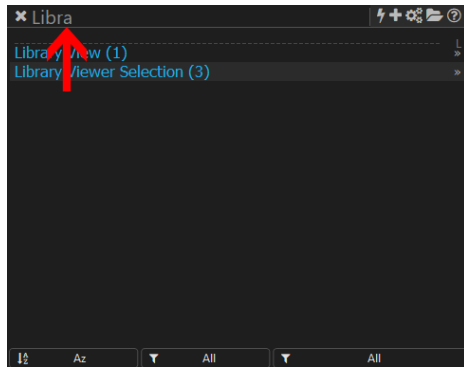 Libra
L
Library View (1)
Library Viewer Selection (3)
Az All All